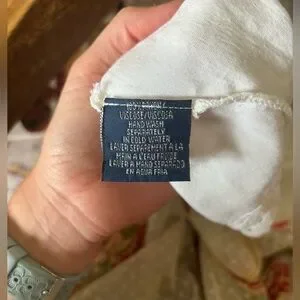 VISCOSE/VISCOSA
HAND WASH
SEPARATELY
IN COLD WATER
LAVER SEPAREMENT A LA
MAIN A L'EAU FROIDE
LAVER A MANO SEPARADO
EN AGUA FRIA